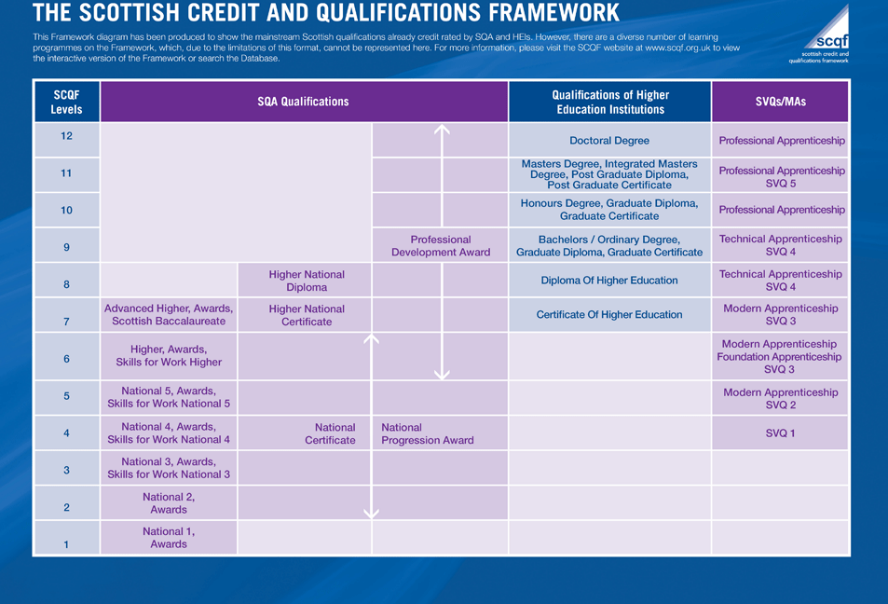 THE SCOTTISH CREDIT AND QUALIFICATIONS FRAMEWORK
This Framework diagram has been produced to show the mainstream Scottish qualifications already credit rated by SQA and HEIs. However, there are a diverse number of learning
programmes on the Framework, which, due to the limitations of this format, cannot be represented here. For more information, please visit the SCQF website at www.scqf.org.uk to view
the interactive version of the Framework or search the Database.
scqf
scottish credit and
qualifications framework
SCQF
Levels
SQA Qualifications
Qualifications of Higher
Education Institutions
SVQs/MAs
12
Doctoral Degree
Professional Apprenticeship
11
Masters Degree, Integrated Masters
Degree, Post Graduate Diploma,
Post Graduate Certificate
Professional Apprenticeship
SVQ 5
10
Honours Degree, Graduate Diploma,
Graduate Certificate
Professional Apprenticeship
9
Professional
Development Award
Bachelors / Ordinary Degree,
Graduate Diploma, Graduate Certificate
Technical Apprenticeship
SVQ 4
8
Higher National
Diploma
Diploma Of Higher Education
Technical Apprenticeship
SVQ 4
7
Advanced Higher, Awards,
Scottish Baccalaureate
Higher National
Certificate
Certificate Of Higher Education
Modern Apprenticeship
SVQ 3
6
Higher, Awards,
Skills for Work Higher
Modern Apprenticeship
Foundation Apprenticeship
SVQ 3
5
National 5, Awards,
Skills for Work National 5
Modern Apprenticeship
SVQ 2
4
National 4, Awards,
Skills for Work National 4
National
Certificate
National
Progression Award
SVQ 1
3
National 3, Awards,
Skills for Work National 3
2
National 2,
Awards
1
National 1,
Awards